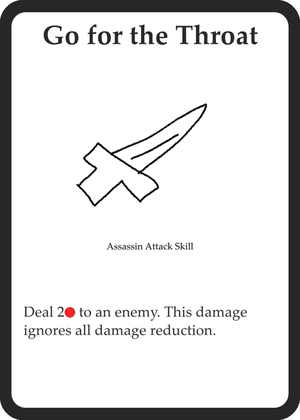 Go for the Throat
Assassin Attack Skill
Deal 2 to an enemy. This damage
ignores all damage reduction.